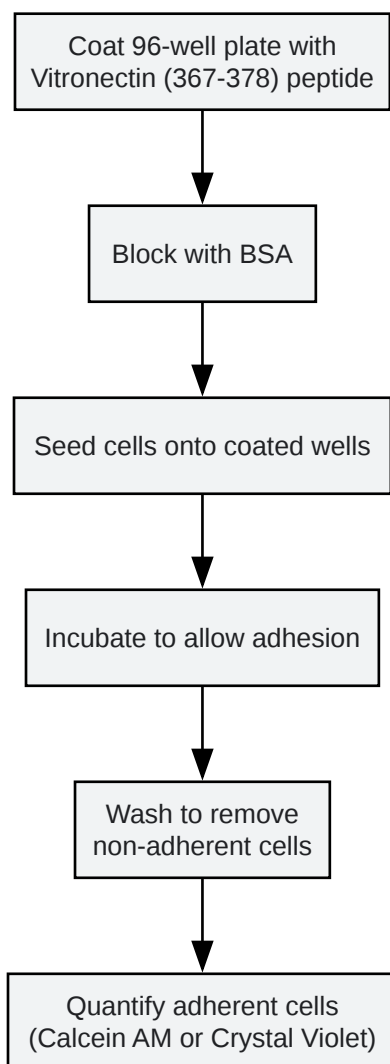 Coat 96-well plate with
Vitronectin (367-378) peptide
Block with BSA
Seed cells onto coated wells
Incubate to allow adhesion
Wash to remove
non-adherent cells
Quantify adherent cells
(Calcein AM or Crystal Violet)